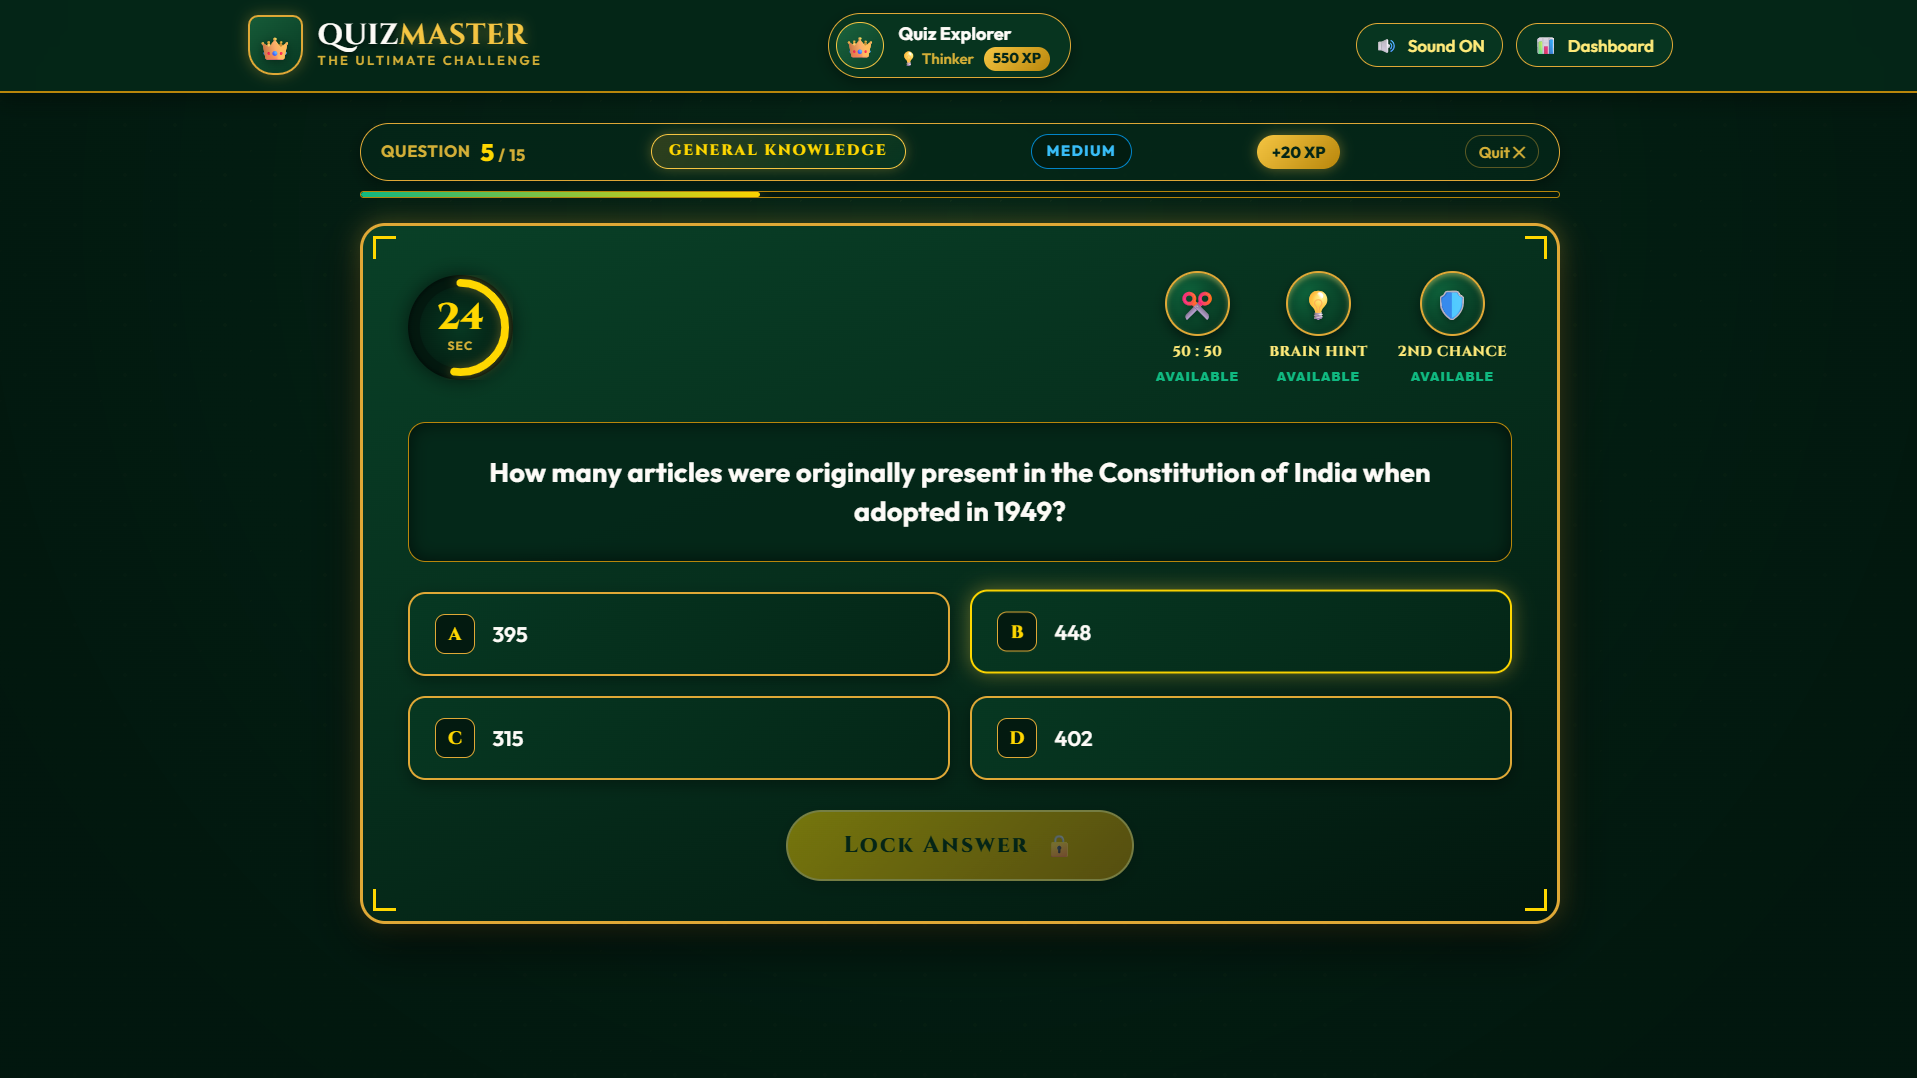 QUIZMASTER
THE ULTIMATE CHALLENGE
Quiz Explorer
Thinker 550 XP
Sound ON
Dashboard
QUESTION 5 / 15
GENERAL KNOWLEDGE
MEDIUM
+20 XP
Quit ✕
24
SEC
50 : 50
AVAILABLE
BRAIN HINT
AVAILABLE
2ND CHANCE
AVAILABLE
How many articles were originally present in the Constitution of India when
adopted in 1949?
A 395
B 448
C 315
D 402
LOCK ANSWER